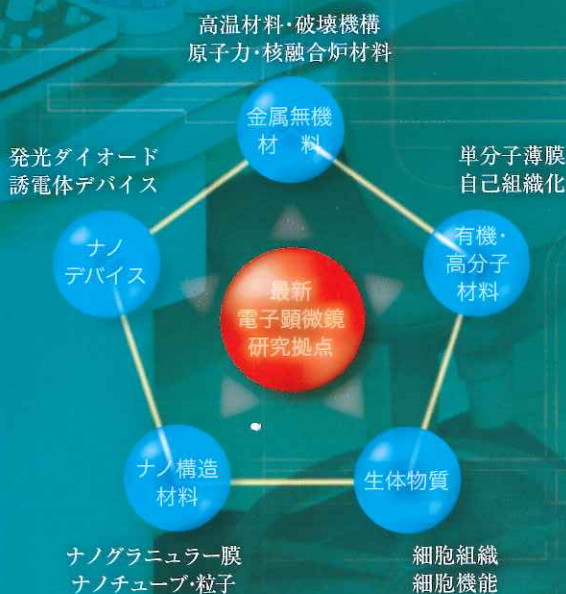 高温材料・破壊機構
原子力・核融合炉材料
金属無機
材　料
発光ダイオード
誘電体デバイス
単分子薄膜
自己組織化
ナノ
デバイス
有機・
高分子
材料
最新
電子顕微鏡
研究拠点
ナノ構造
材料
生体物質
ナノグラニュラー膜
ナノチューブ・粒子
細胞組織
細胞機能